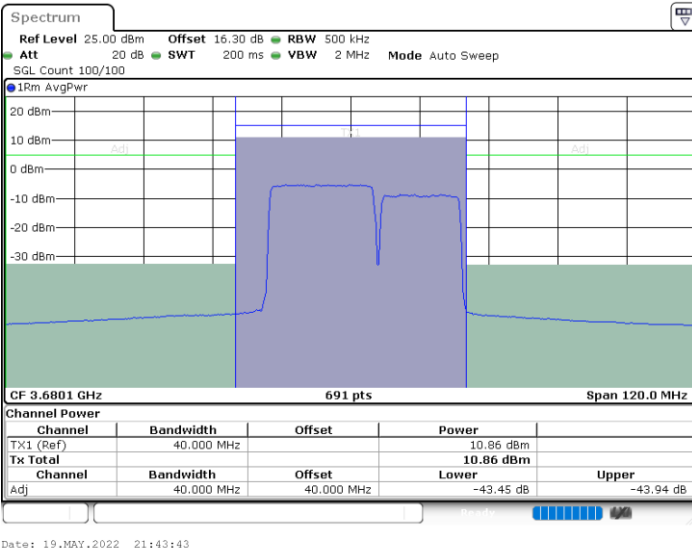 Spectrum
Ref Level 25.00 dBm Offset 16.30 dB RBW 500 kHz
Att 20 dB SWT 200 ms VBW 2 MHz Mode Auto Sweep
SGL Count 100/100
1Rm AvgPwr
20 dBm
TX1
10 dBm
Adj Adj
0 dBm
-10 dBm
-20 dBm
-30 dBm
CF 3.6801 GHz 691 pts Span 120.0 MHz
Channel Power
Channel Bandwidth Offset Power
TX1 (Ref) 40.000 MHz 10.86 dBm
Tx Total 10.86 dBm
Channel Bandwidth Offset Lower Upper
Adj 40.000 MHz 40.000 MHz -43.45 dB -43.94 dB
Ready
Date: 19.MAY.2022 21:43:43